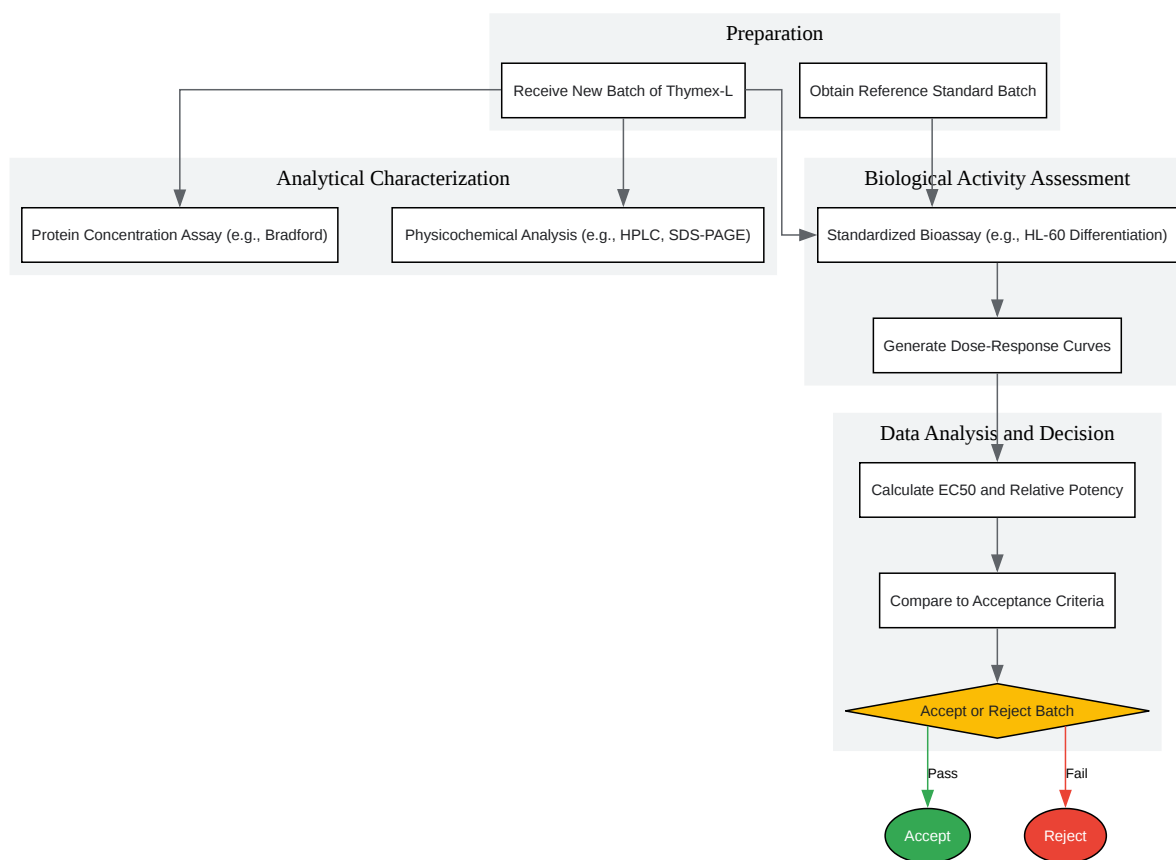 Preparation
Receive New Batch of Thymex-L
Obtain Reference Standard Batch
Analytical Characterization
Protein Concentration Assay (e.g., Bradford)
Physicochemical Analysis (e.g., HPLC, SDS-PAGE)
Biological Activity Assessment
Standardized Bioassay (e.g., HL-60 Differentiation)
Generate Dose-Response Curves
Data Analysis and Decision
Calculate EC50 and Relative Potency
Compare to Acceptance Criteria
Accept or Reject Batch
Pass
Fail
Accept
Reject